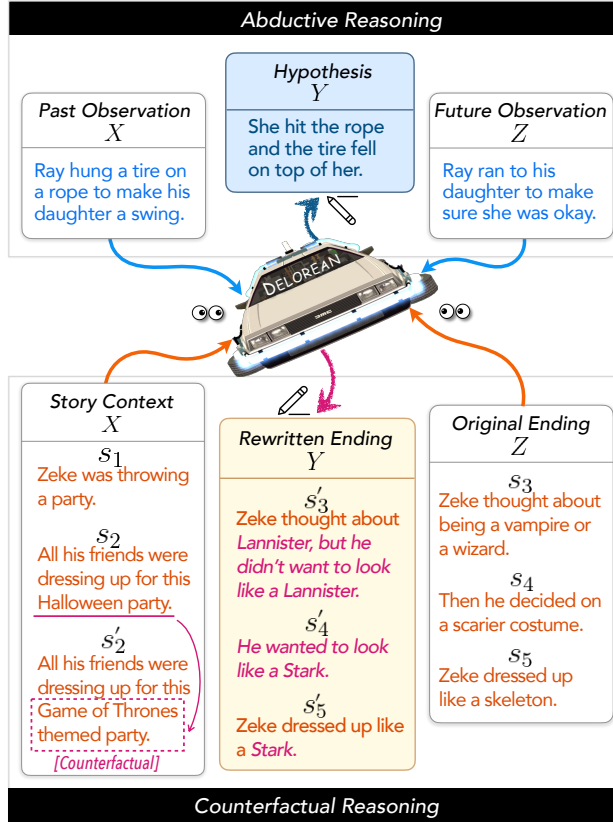 Abductive Reasoning
Past Observation
X
Ray hung a tire on
a rope to make his
daughter a swing.
Hypothesis
Y
She hit the rope
and the tire fell
on top of her.
Future Observation
Z
Ray ran to his
daughter to make
sure she was okay.
DELOREAN
Story Context
X
s₁
Zeke was throwing
a party.
s₂
All his friends were
dressing up for this
Halloween party.
s′₂
All his friends were
dressing up for this
Game of Thrones
themed party.
[Counterfactual]
Rewritten Ending
Y
s′₃
Zeke thought about
Lannister, but he
didn't want to look
like a Lannister.
s′₄
He wanted to look
like a Stark.
s′₅
Zeke dressed up like
a Stark.
Original Ending
Z
s₃
Zeke thought about
being a vampire or
a wizard.
s₄
Then he decided on
a scarier costume.
s₅
Zeke dressed up
like a skeleton.
Counterfactual Reasoning